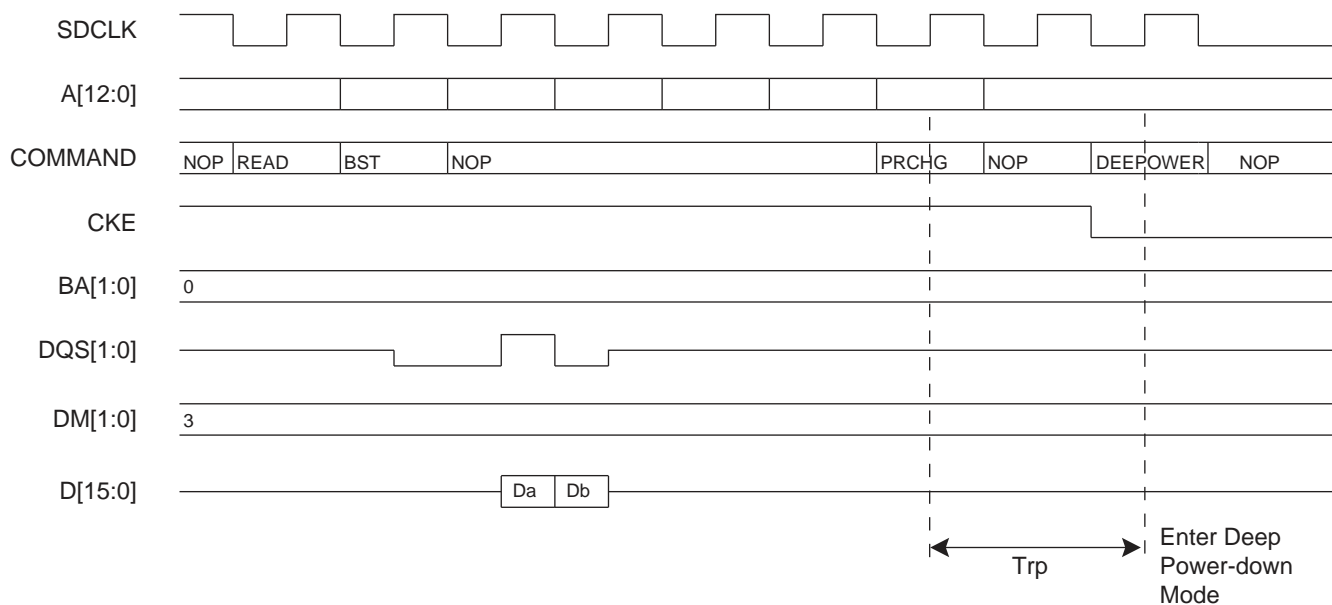 SDCLK
A[12:0]
COMMAND NOP READ BST NOP PRCHG NOP DEEPOWER NOP
CKE
BA[1:0] 0
DQS[1:0]
DM[1:0] 3
D[15:0] Da Db
Trp
Enter Deep
Power-down
Mode